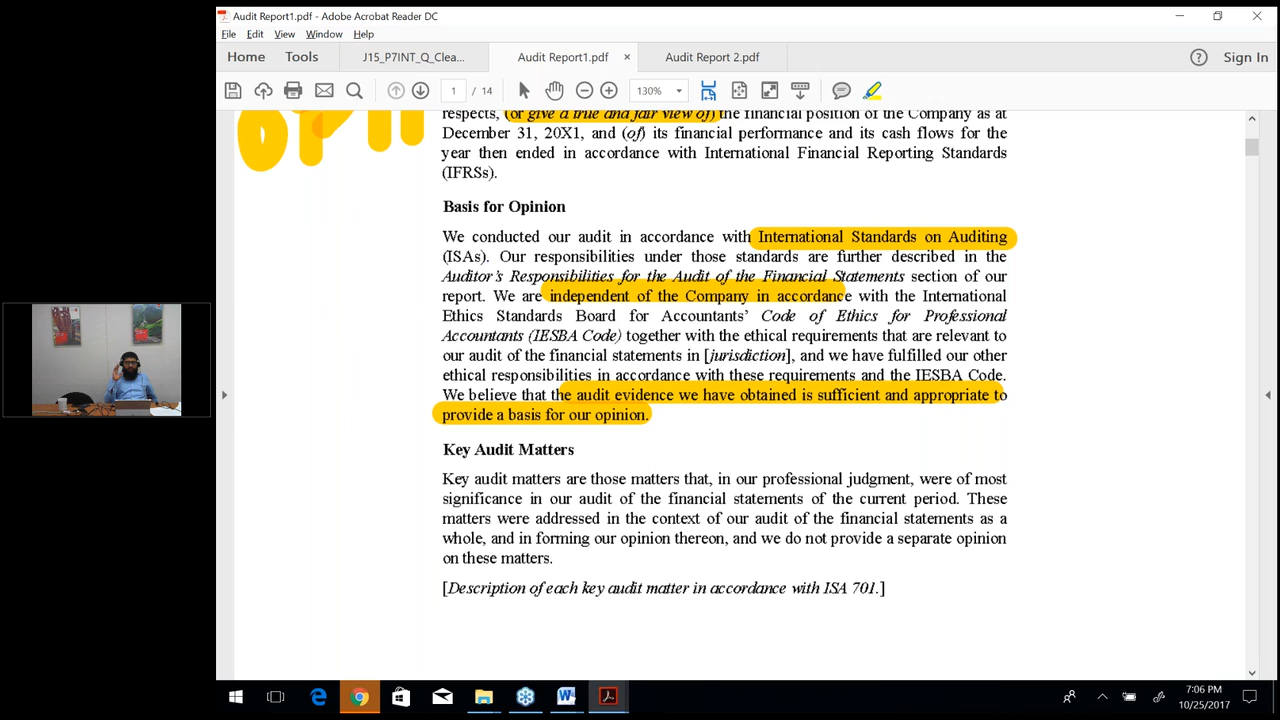 Audit Report1.pdf - Adobe Acrobat Reader DC
File Edit View Window Help
Home Tools J15_P7INT_Q_Clea... Audit Report1.pdf × Audit Report 2.pdf ? Sign In
1 / 14 130%
respects, (or give a true and fair view of) the financial position of the Company as at
December 31, 20X1, and (of) its financial performance and its cash flows for the
year then ended in accordance with International Financial Reporting Standards
(IFRSs).
Basis for Opinion
We conducted our audit in accordance with International Standards on Auditing
(ISAs). Our responsibilities under those standards are further described in the
Auditor's Responsibilities for the Audit of the Financial Statements section of our
report. We are independent of the Company in accordance with the International
Ethics Standards Board for Accountants' Code of Ethics for Professional
Accountants (IESBA Code) together with the ethical requirements that are relevant to
our audit of the financial statements in [jurisdiction], and we have fulfilled our other
ethical responsibilities in accordance with these requirements and the IESBA Code.
We believe that the audit evidence we have obtained is sufficient and appropriate to
provide a basis for our opinion.
Key Audit Matters
Key audit matters are those matters that, in our professional judgment, were of most
significance in our audit of the financial statements of the current period. These
matters were addressed in the context of our audit of the financial statements as a
whole, and in forming our opinion thereon, and we do not provide a separate opinion
on these matters.
[Description of each key audit matter in accordance with ISA 701.]
7:06 PM
10/25/2017